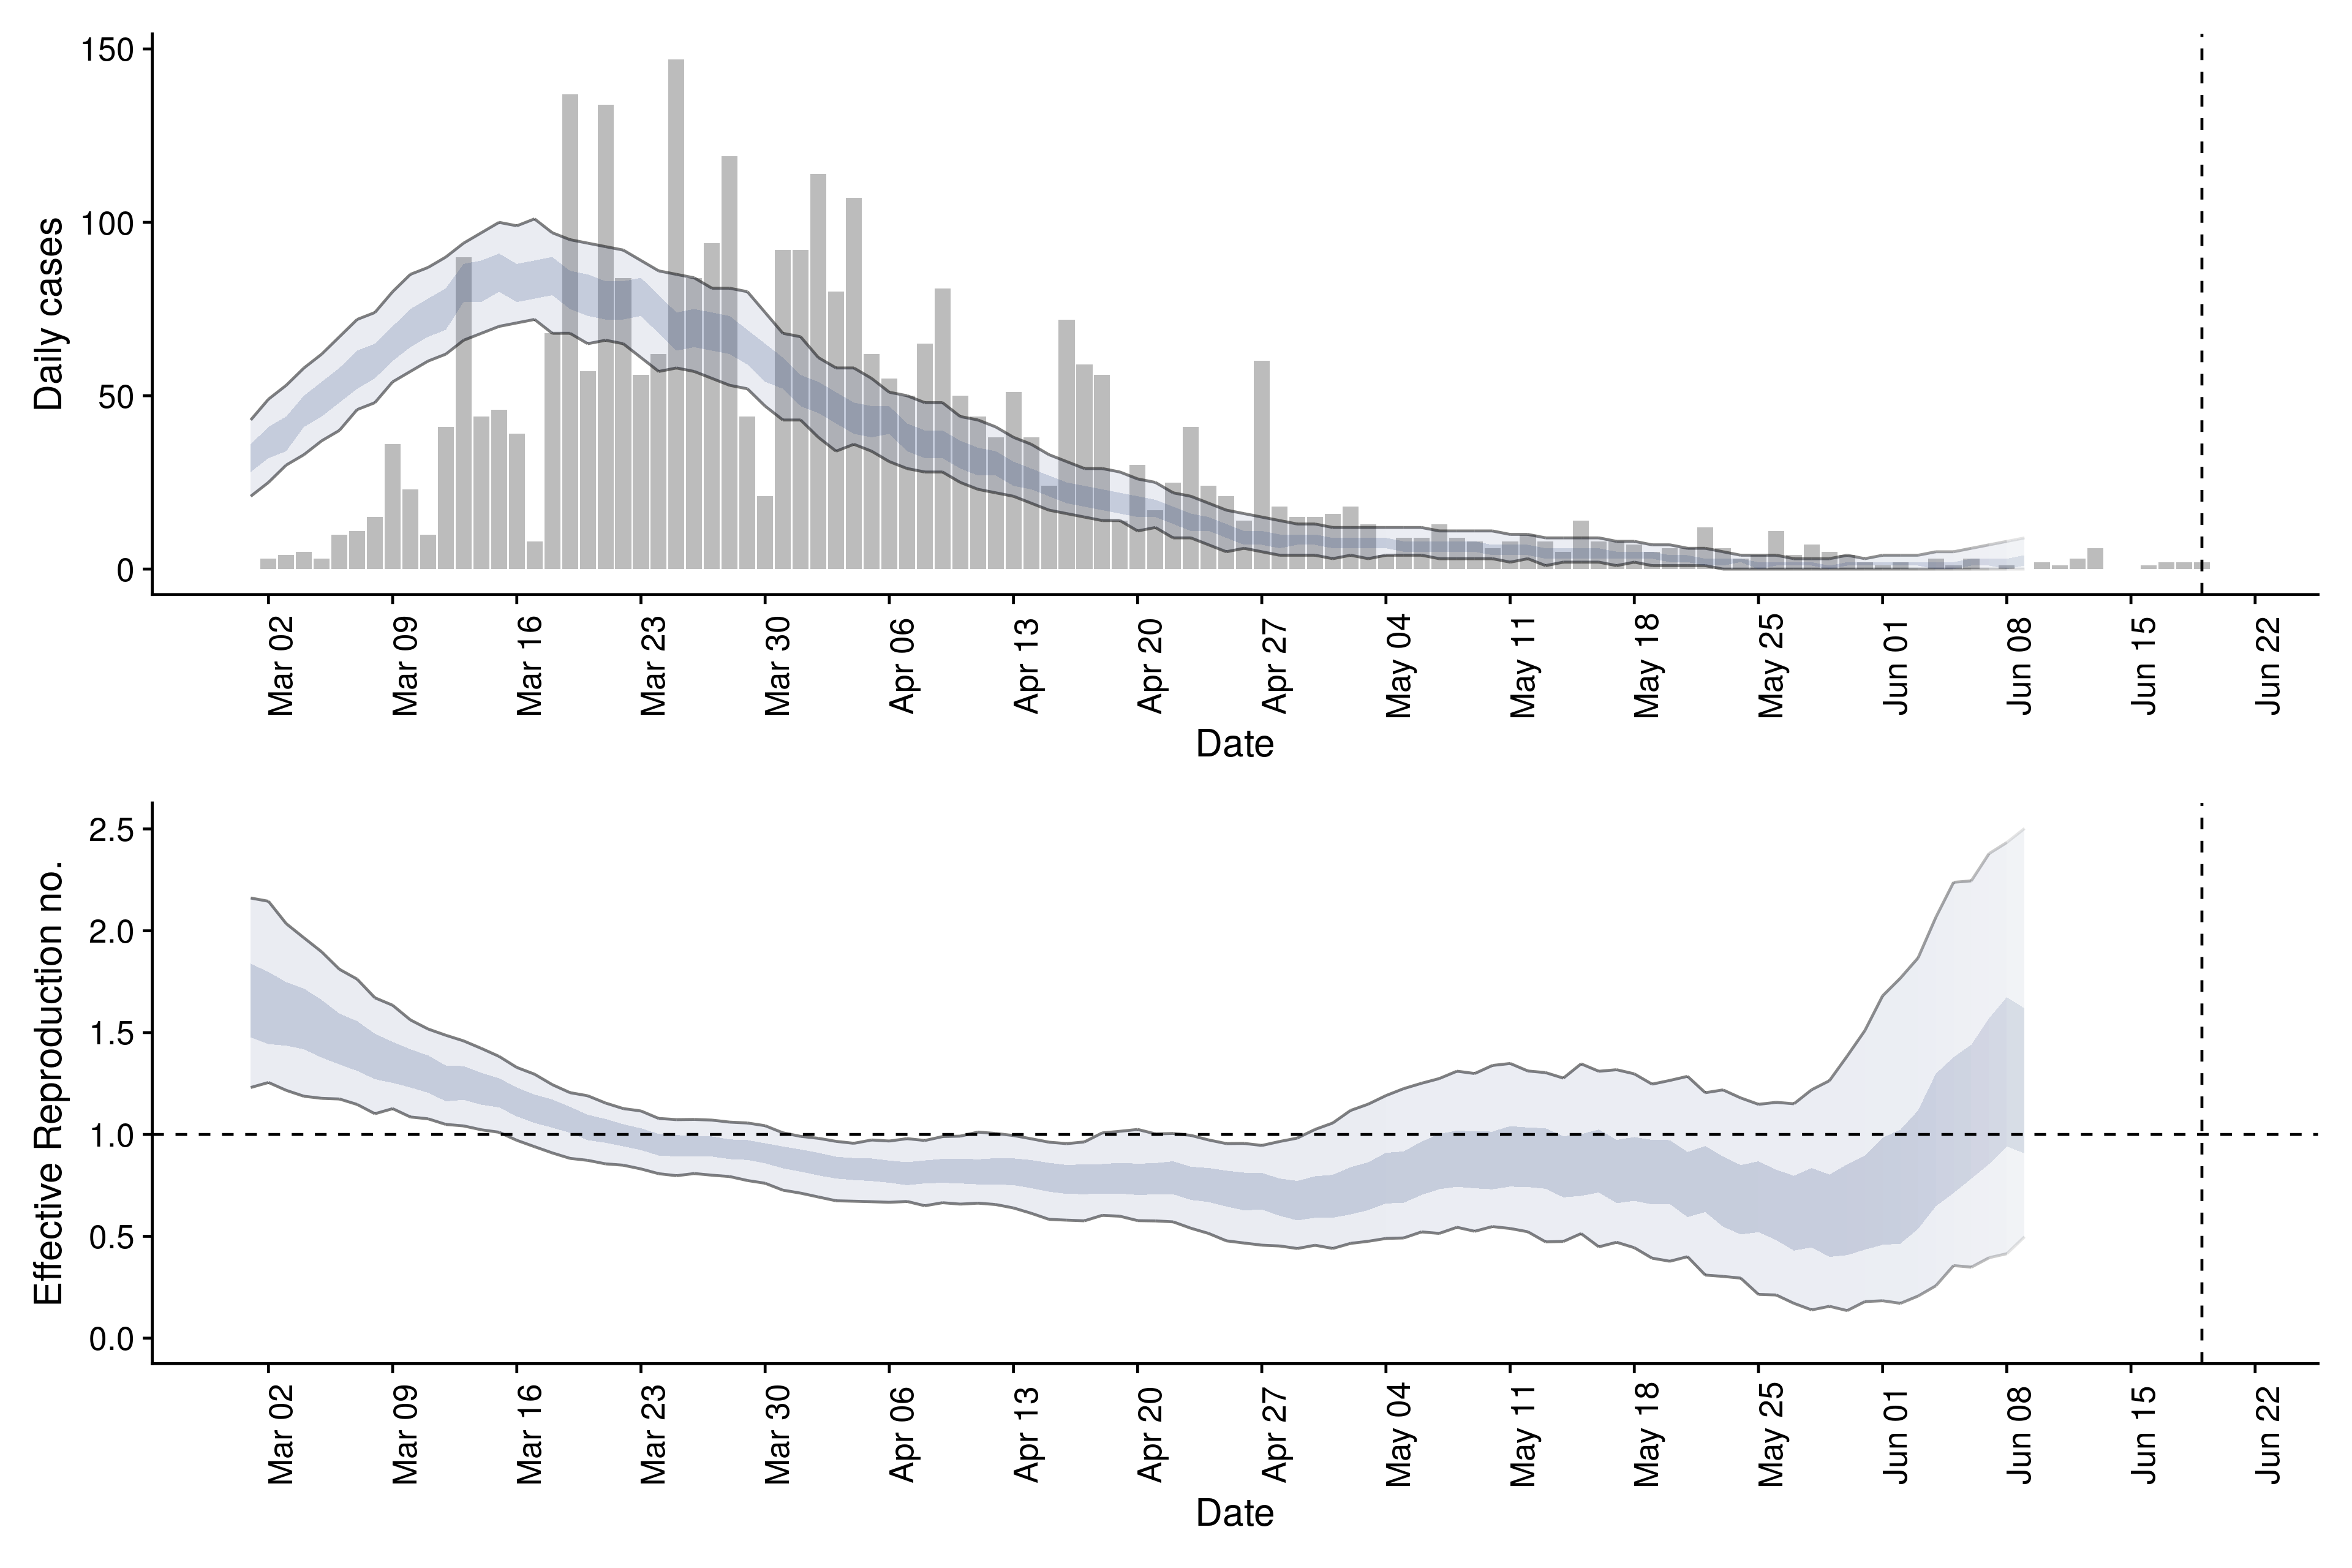 Daily cases
150
100
50
0
Mar 02
Mar 09
Mar 16
Mar 23
Mar 30
Apr 06
Apr 13
Apr 20
Apr 27
May 04
May 11
May 18
May 25
Jun 01
Jun 08
Jun 15
Jun 22
Date
Effective Reproduction no.
2.5
2.0
1.5
1.0
0.5
0.0
Mar 02
Mar 09
Mar 16
Mar 23
Mar 30
Apr 06
Apr 13
Apr 20
Apr 27
May 04
May 11
May 18
May 25
Jun 01
Jun 08
Jun 15
Jun 22
Date